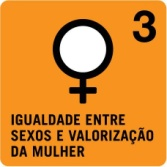 3
IGUALDADE ENTRE
SEXOS E VALORIZAÇÃO
DA MULHER